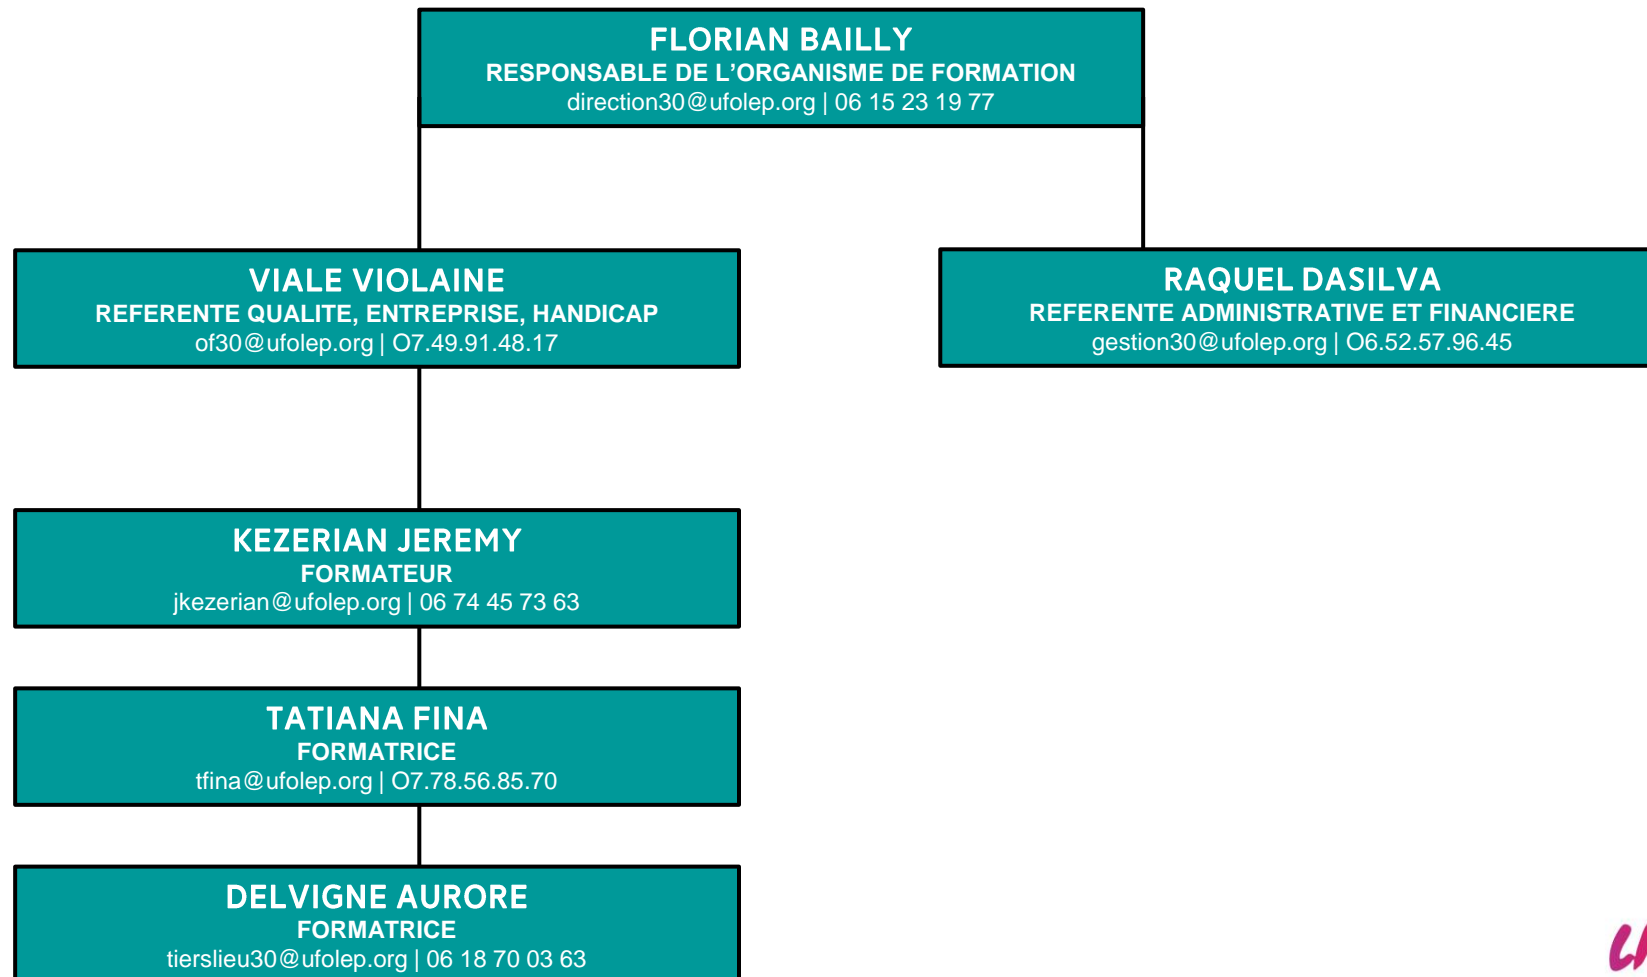 FLORIAN BAILLY
RESPONSABLE DE L'ORGANISME DE FORMATION
direction30@ufolep.org | 06 15 23 19 77
VIALE VIOLAINE
REFERENTE QUALITE, ENTREPRISE, HANDICAP
of30@ufolep.org | O7.49.91.48.17
RAQUEL DASILVA
REFERENTE ADMINISTRATIVE ET FINANCIERE
gestion30@ufolep.org | O6.52.57.96.45
KEZERIAN JEREMY
FORMATEUR
jkezerian@ufolep.org | 06 74 45 73 63
TATIANA FINA
FORMATRICE
tfina@ufolep.org | O7.78.56.85.70
DELVIGNE AURORE
FORMATRICE
tierslieu30@ufolep.org | 06 18 70 03 63